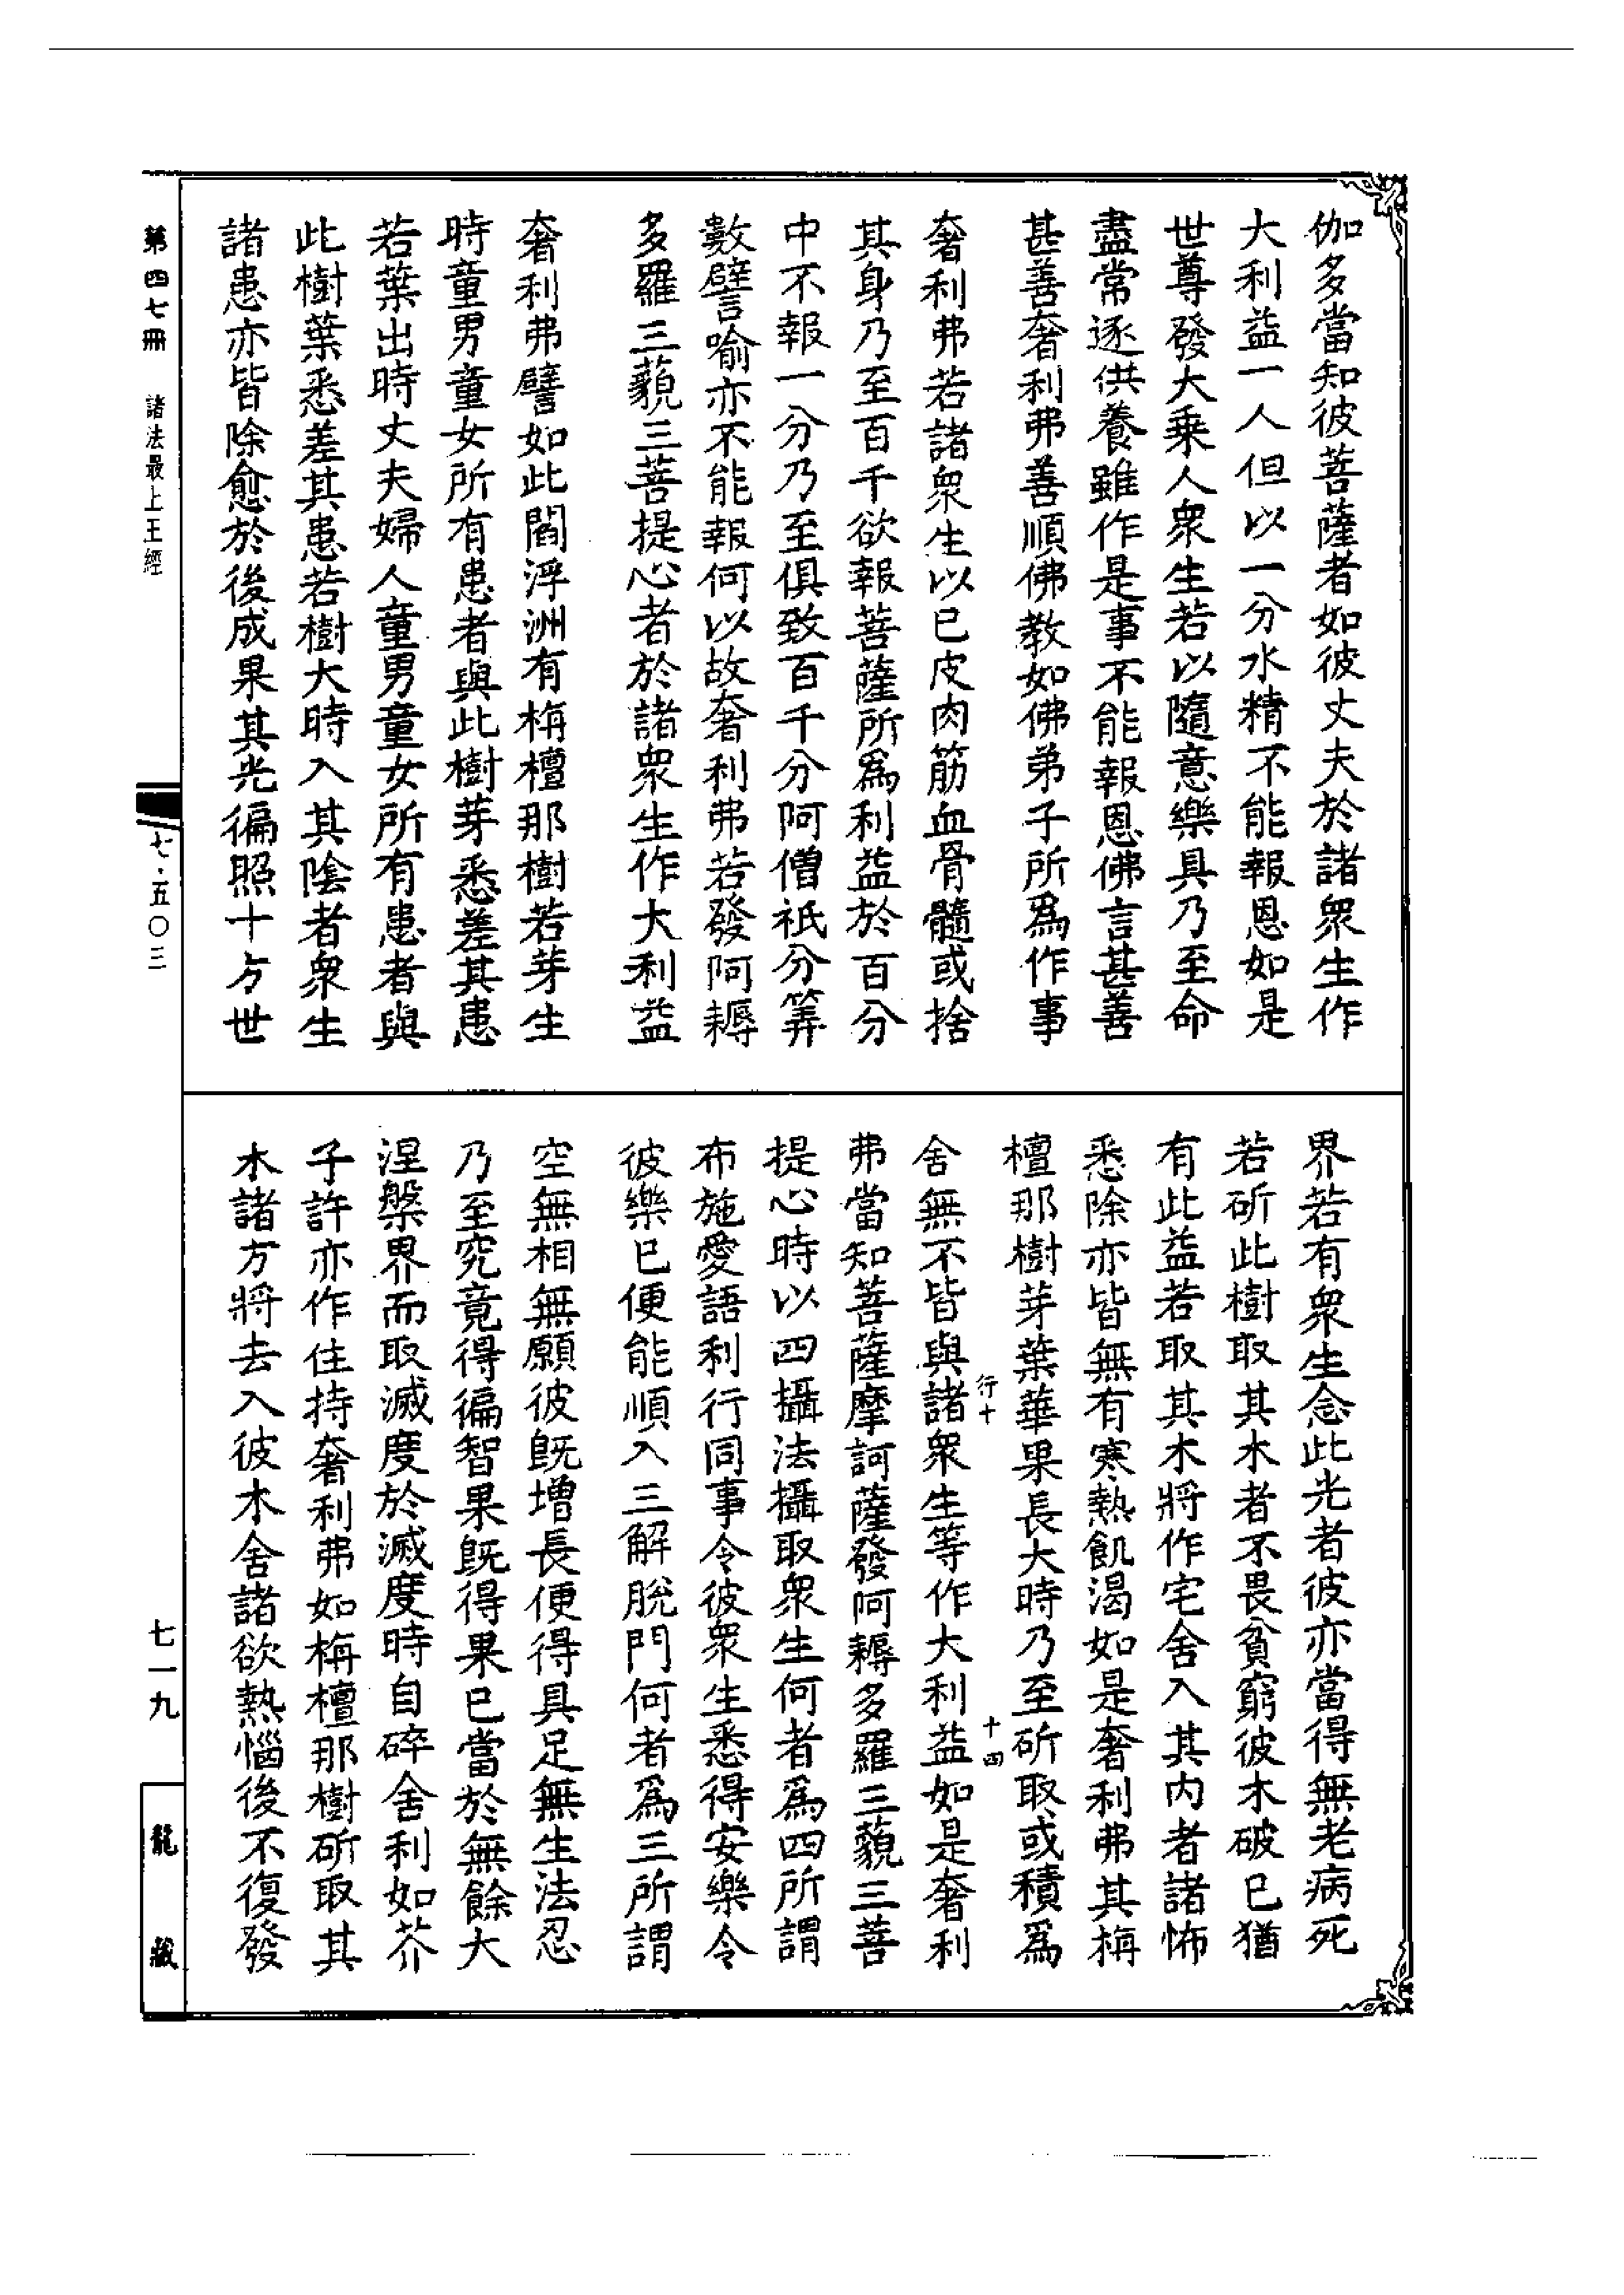 伽多當知彼菩薩者如彼丈夫於諸衆生作
大利益一人但以一分水精不能報恩如是
世尊發大乗人衆生若以隨意樂具乃至命
盡常逐供養雖作是事不能報恩佛言甚善
甚善奢利弗善順佛教如佛弟子所爲作事
奢利弗若諸衆生以已皮肉筋血骨髓或捨
其身乃至百千欲報菩薩所爲利益於百分
中不報一分乃至俱致百千分阿僧祇分筭
數譬喻亦不能報何以故奢利弗若發阿耨
多羅三藐三菩提心者於諸衆生作大利益
奢利弗譬如此閻浮洲有栴檀那樹若芽生
時童男童女所有患者與此樹芽悉差其患
若葉出時丈夫婦人童男童女所有患者與
此樹葉悉差其患若樹大時入其陰者衆生
諸患亦皆除愈於後成果其光徧照十方世
界若有衆生念此光者彼亦當得無老病死
若斫此樹取其木者不畏貧窮彼木破已猶
有此益若取其木將作宅舍入其内者諸怖
悉除亦皆無有寒熱飢渴如是奢利弗其栴
檀那樹芽葉華果長大時乃至斫取或積爲
行十
十四
舍無不皆與諸衆生等作大利益如是奢利
弗當知菩薩摩訶薩發阿耨多羅三藐三菩
提心時以四攝法攝取衆生何者爲四所謂
布施愛語利行同事令彼衆生悉得安樂令
彼樂已便能順入三解脫門何者爲三所謂
空無相無願彼旣增長便得具足無生法忍
乃至究竟得徧智果旣得果已當於無餘大
涅槃界而取滅度於滅度時自碎舍利如芥
子許亦作住持奢利弗如栴檀那樹斫取其
木諸方將去入彼木舍諸欲熱惱後不復發
第四七冊　諸法最上王經
七·五〇三
七一九
龍藏